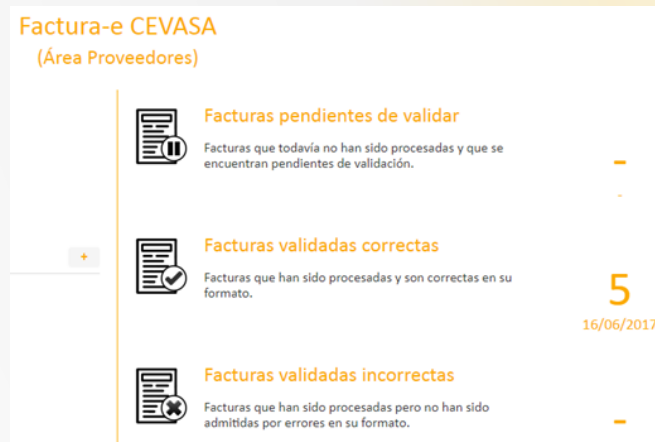 Factura-e CEVASA
(Área Proveedores)
Facturas pendientes de validar
Facturas que todavía no han sido procesadas y que se
encuentran pendientes de validación.
-
-
+
Facturas validadas correctas
Facturas que han sido procesadas y son correctas en su
formato.
5
16/06/2017
Facturas validadas incorrectas
Facturas que han sido procesadas pero no han sido
admitidas por errores en su formato.
-